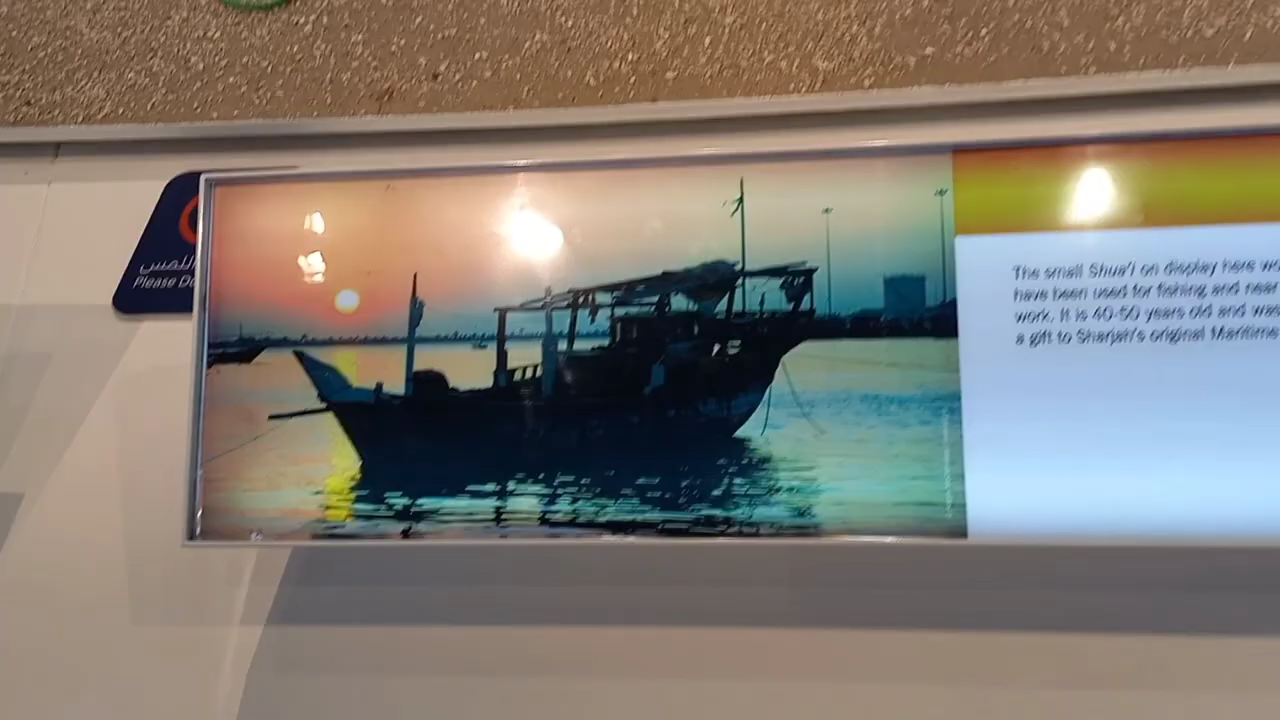 اللمس
Please Do
The small Shua'i on display here wo
have been used for fishing and near
work. It is 40-50 years old and was
a gift to Sharjah's original Maritime